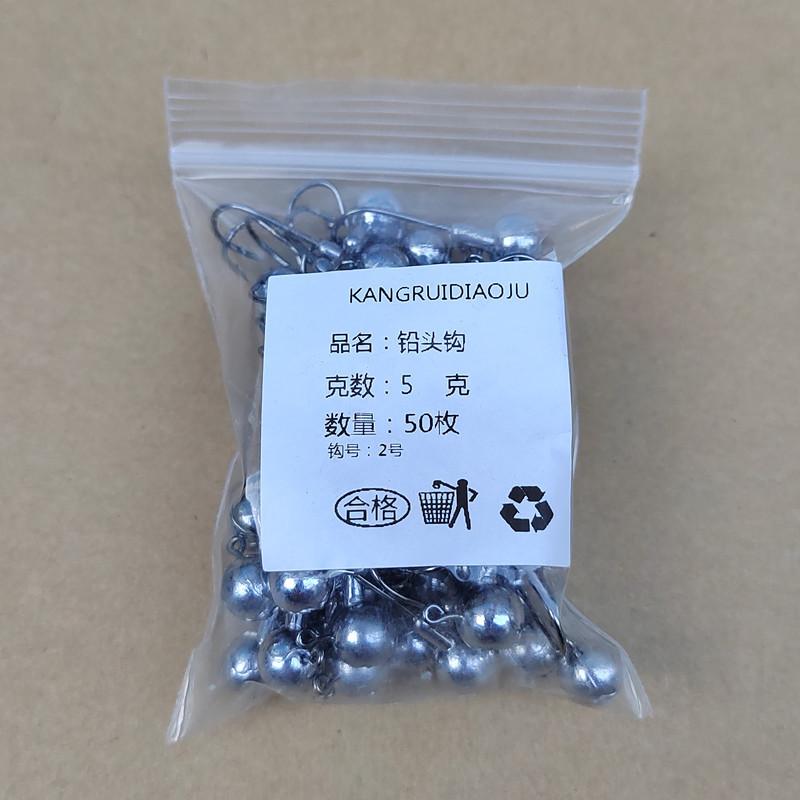 KANGRUIDIAOJU
品名：铅头钩
克数：5 克
数量：50枚
钩号：2号
合格